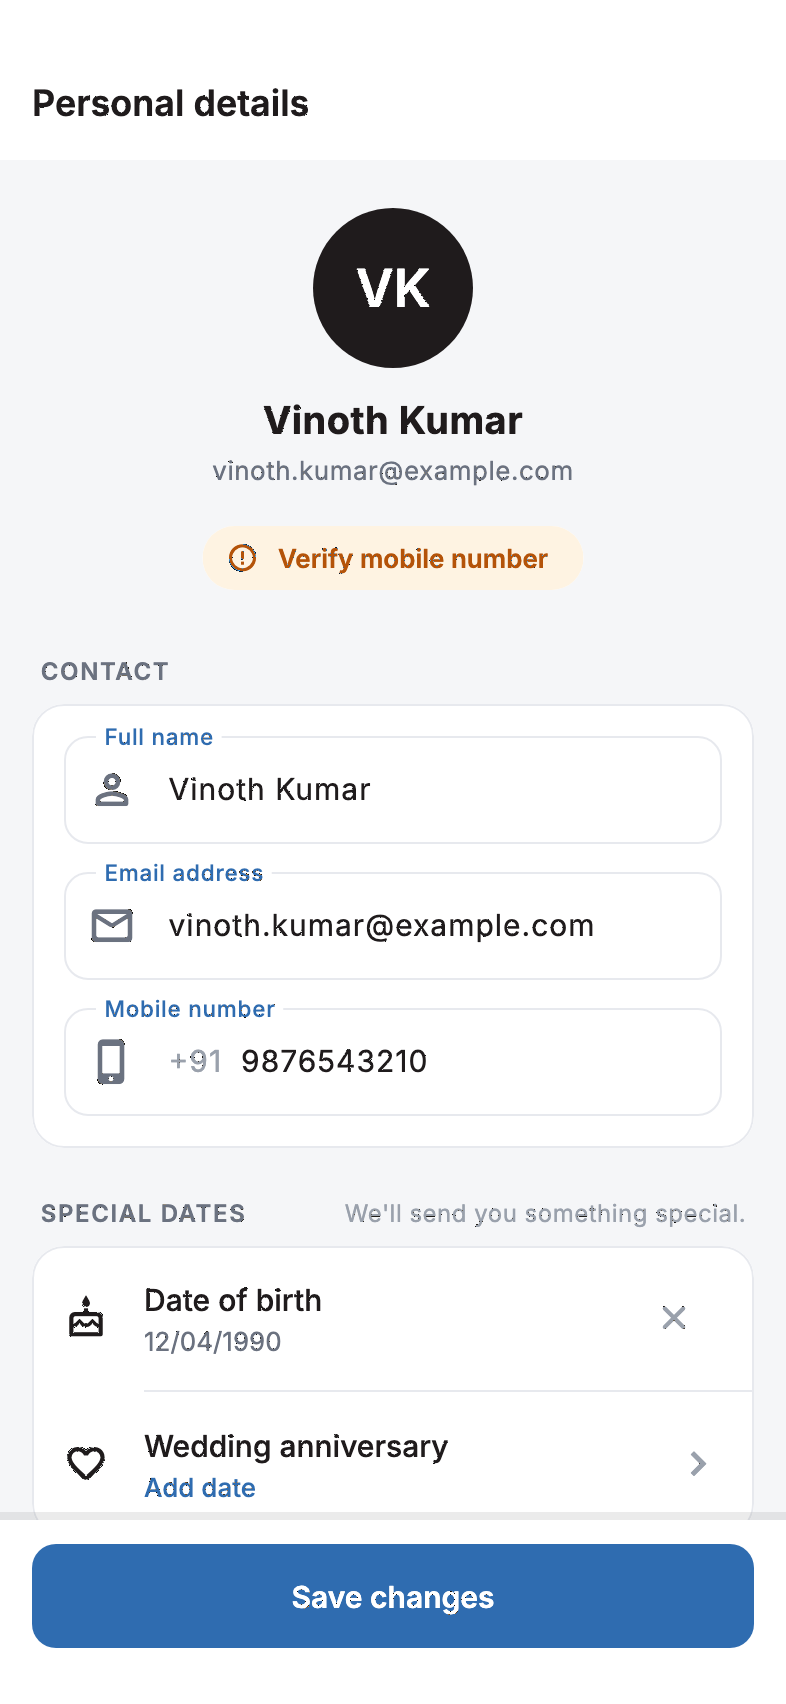 Personal details
VK
Vinoth Kumar
vinoth.kumar@example.com
Verify mobile number
CONTACT
Full name
Vinoth Kumar
Email address
vinoth.kumar@example.com
Mobile number
+91 9876543210
SPECIAL DATES We'll send you something special.
Date of birth
12/04/1990
Wedding anniversary
Add date
Save changes